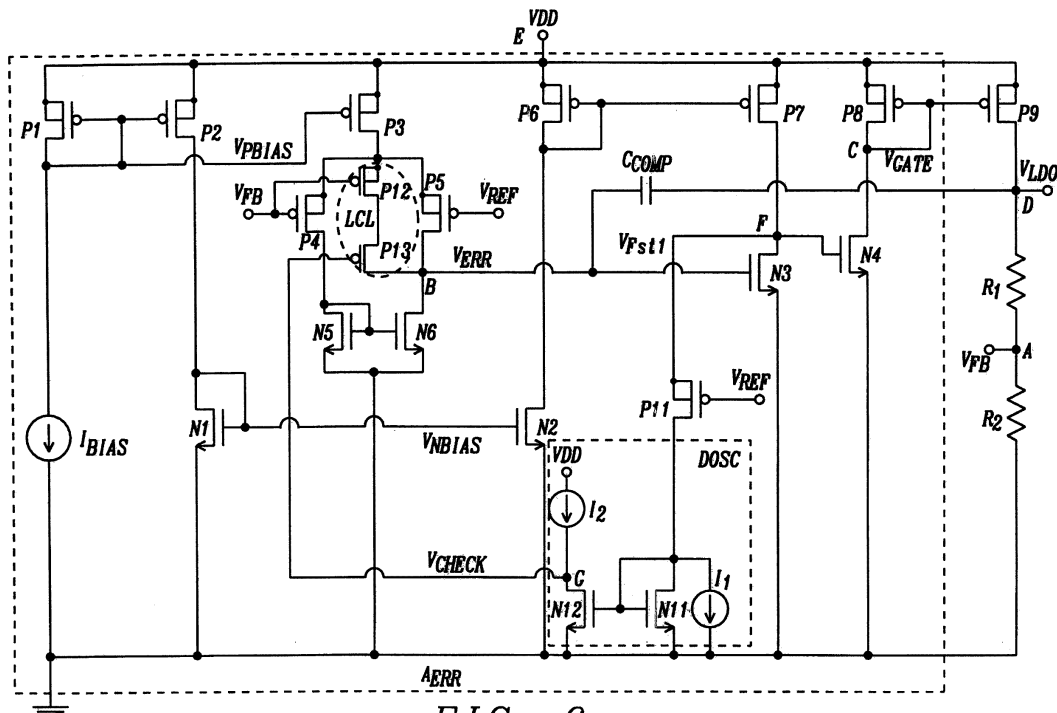 VDD
E
P1
P2
P3
P6
P7
P8
P9
VPBIAS
CCOMP
C
VGATE
VLDO
D
VFB
P12
P5
VREF
LCL
P4
P13
VERR
B
VFst1
F
N3
N4
R1
N5
N6
VFB
A
P11
VREF
R2
IBIAS
N1
VNBIAS
N2
VDD
DOSC
I2
VCHECK
G
N12
N11
I1
AERR